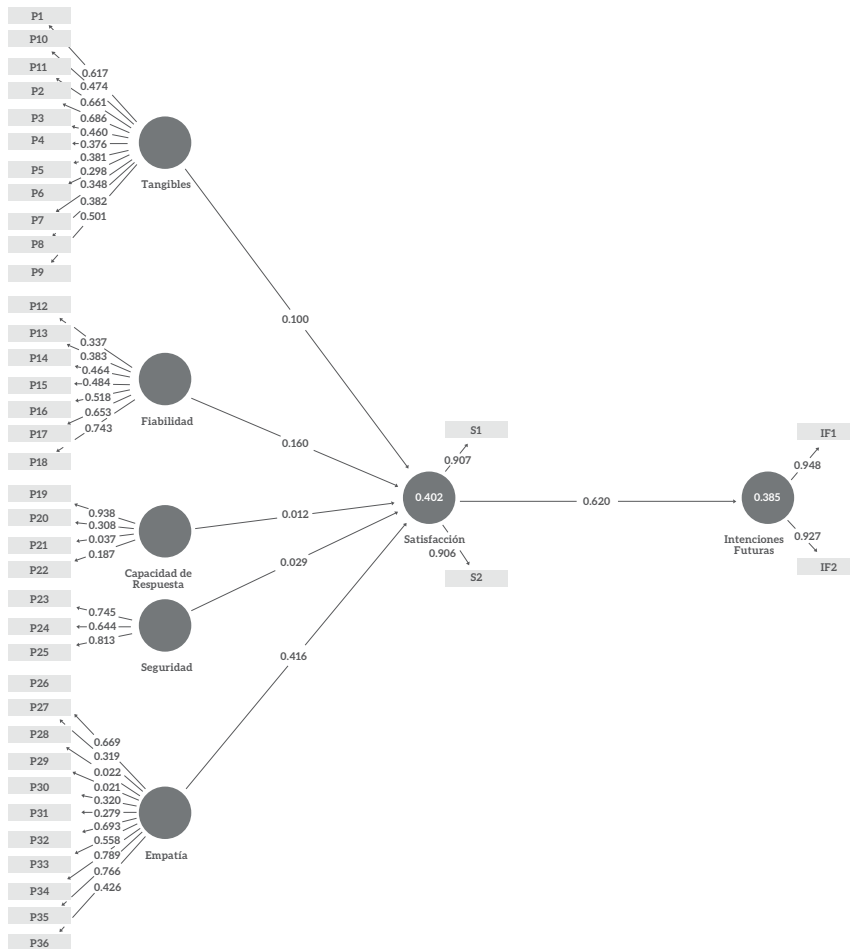 P1
P10
P11
P2
P3
P4
P5
P6
P7
P8
P9
0.617
0.474
0.661
0.686
0.460
0.376
0.381
0.298
0.348
0.382
0.501
Tangibles
0.100
P12
P13
P14
P15
P16
P17
P18
0.337
0.383
0.464
0.484
0.518
0.653
0.743
Fiabilidad
0.160
P19
P20
P21
P22
0.938
0.308
0.037
0.187
Capacidad de
Respuesta
0.012
P23
P24
P25
0.745
0.644
0.813
Seguridad
0.029
P26
P27
P28
P29
P30
P31
P32
P33
P34
P35
P36
0.669
0.319
0.022
0.021
0.320
0.279
0.693
0.558
0.789
0.766
0.426
Empatía
0.416
S1
0.907
0.402
Satisfacción
0.906
S2
0.620
IF1
0.948
0.385
Intenciones
Futuras
0.927
IF2